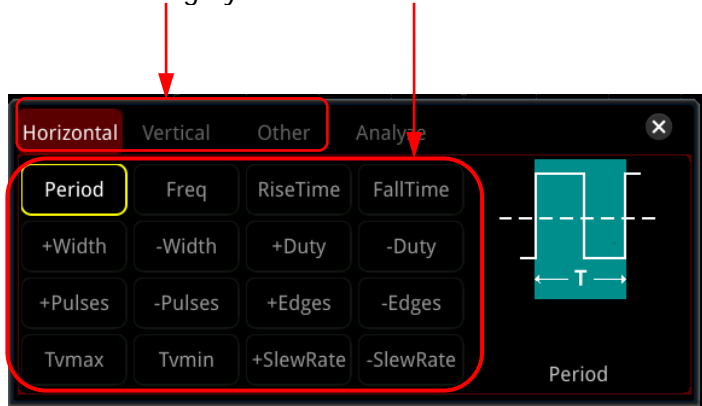 Horizontal Vertical Other Analyze
Period Freq RiseTime FallTime
+Width -Width +Duty -Duty
+Pulses -Pulses +Edges -Edges
Tvmax Tvmin +SlewRate -SlewRate
T
Period